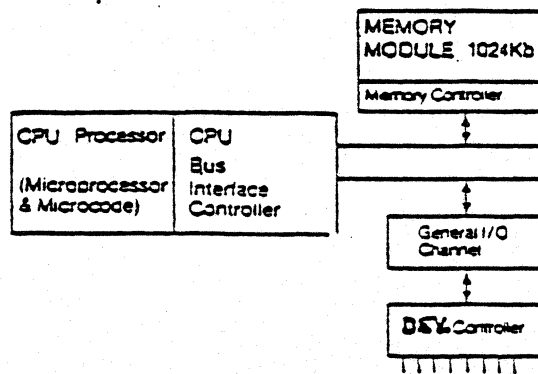 MEMORY
MODULE 1024Kb
Memory Controller
CPU Processor
(Microprocessor
& Microcode)
CPU
Bus
Interface
Controller
General I/O
Channel
Controller